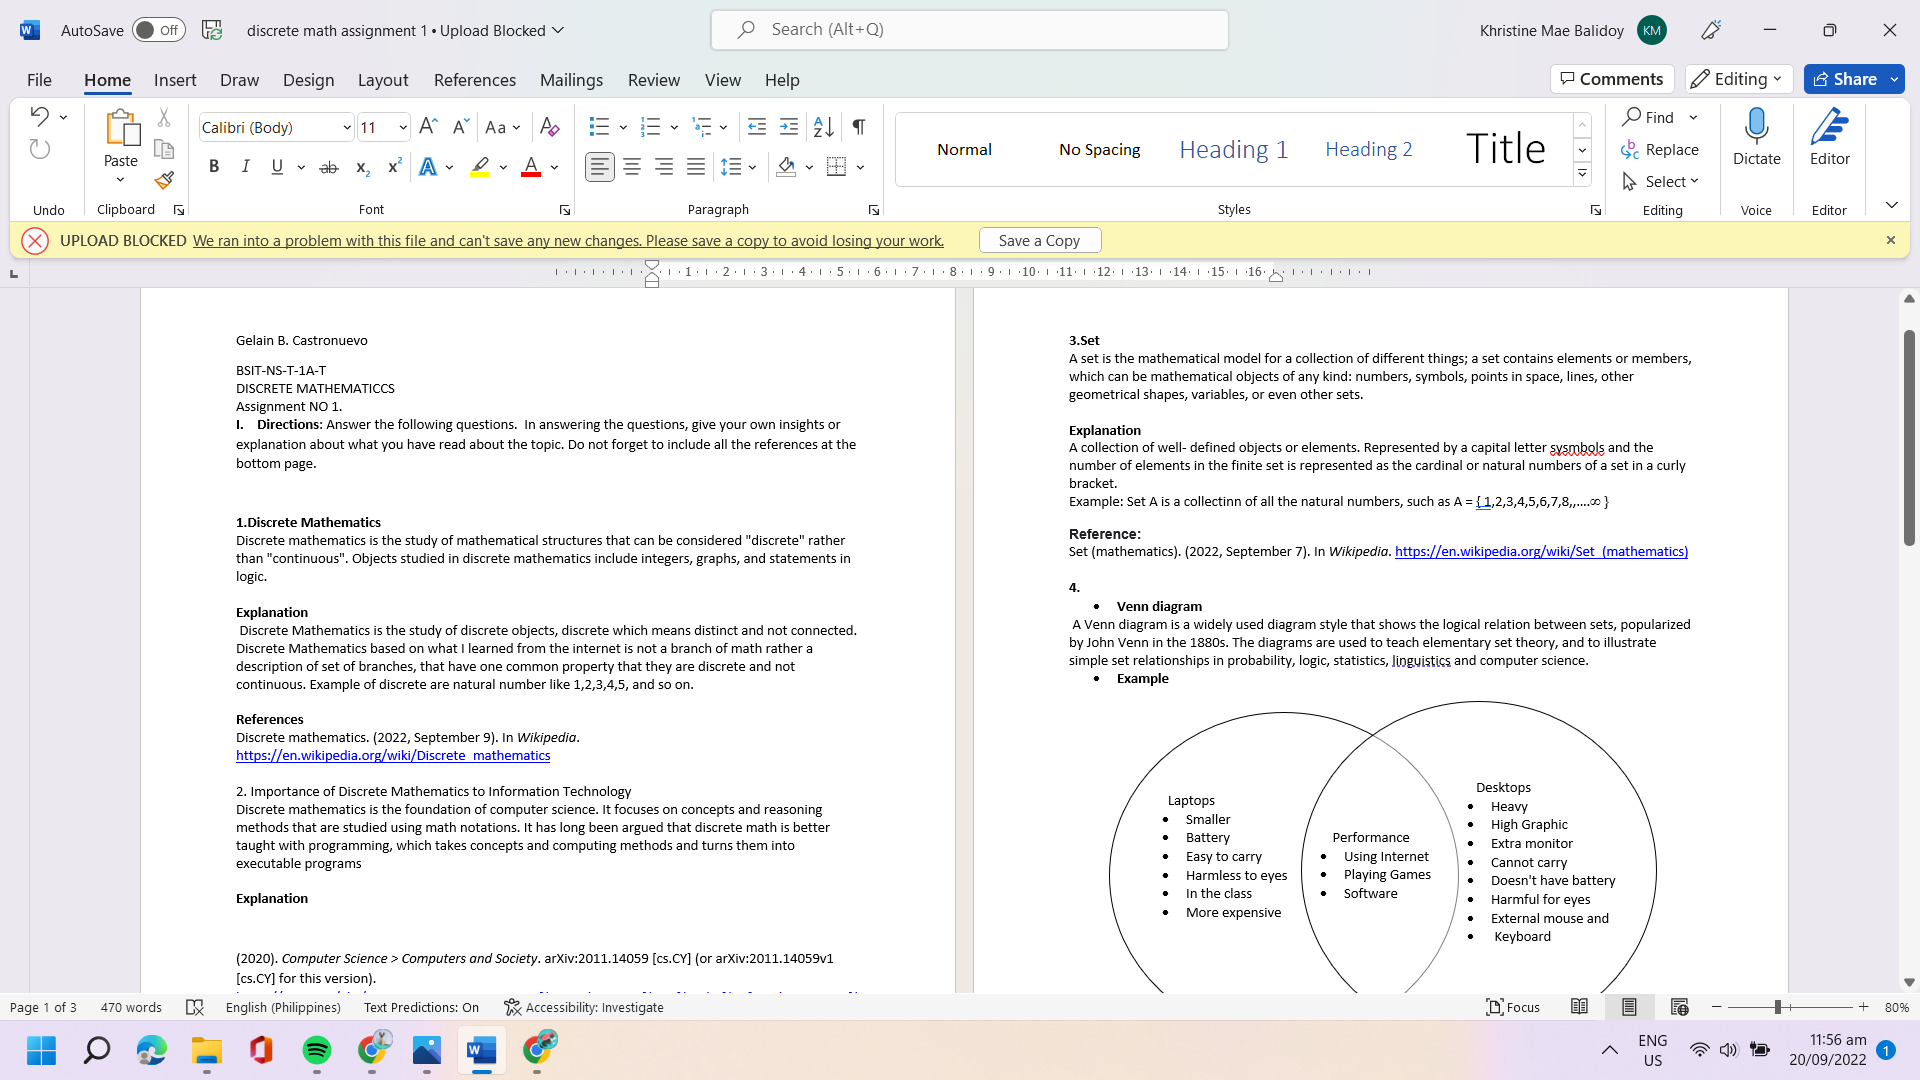 AutoSave Off discrete math assignment 1 • Upload Blocked Search (Alt+Q) Khristine Mae Balidoy KM
File Home Insert Draw Design Layout References Mailings Review View Help Comments Editing Share
Calibri (Body) 11 Aa
Paste
B I U ab x₂ x² A A
Normal No Spacing Heading 1 Heading 2 Title
Find
Replace
Select
Dictate Editor
Undo Clipboard Font Paragraph Styles Editing Voice Editor
UPLOAD BLOCKED We ran into a problem with this file and can't save any new changes. Please save a copy to avoid losing your work. Save a Copy
1 2 3 4 5 6 7 8 9 10 11 12 13 14 15 16
Gelain B. Castronuevo
BSIT-NS-T-1A-T
DISCRETE MATHEMATICCS
Assignment NO 1.
I. Directions: Answer the following questions. In answering the questions, give your own insights or
explanation about what you have read about the topic. Do not forget to include all the references at the
bottom page.
1.Discrete Mathematics
Discrete mathematics is the study of mathematical structures that can be considered "discrete" rather
than "continuous". Objects studied in discrete mathematics include integers, graphs, and statements in
logic.
Explanation
Discrete Mathematics is the study of discrete objects, discrete which means distinct and not connected.
Discrete Mathematics based on what I learned from the internet is not a branch of math rather a
description of set of branches, that have one common property that they are discrete and not
continuous. Example of discrete are natural number like 1,2,3,4,5, and so on.
References
Discrete mathematics. (2022, September 9). In Wikipedia.
https://en.wikipedia.org/wiki/Discrete_mathematics
2. Importance of Discrete Mathematics to Information Technology
Discrete mathematics is the foundation of computer science. It focuses on concepts and reasoning
methods that are studied using math notations. It has long been argued that discrete math is better
taught with programming, which takes concepts and computing methods and turns them into
executable programs
Explanation
(2020). Computer Science > Computers and Society. arXiv:2011.14059 [cs.CY] (or arXiv:2011.14059v1
[cs.CY] for this version).
3.Set
A set is the mathematical model for a collection of different things; a set contains elements or members,
which can be mathematical objects of any kind: numbers, symbols, points in space, lines, other
geometrical shapes, variables, or even other sets.
Explanation
A collection of well- defined objects or elements. Represented by a capital letter sysmbols and the
number of elements in the finite set is represented as the cardinal or natural numbers of a set in a curly
bracket.
Example: Set A is a collectinn of all the natural numbers, such as A = { 1,2,3,4,5,6,7,8,,....∞ }
Reference:
Set (mathematics). (2022, September 7). In Wikipedia. https://en.wikipedia.org/wiki/Set_(mathematics)
4.
• Venn diagram
A Venn diagram is a widely used diagram style that shows the logical relation between sets, popularized
by John Venn in the 1880s. The diagrams are used to teach elementary set theory, and to illustrate
simple set relationships in probability, logic, statistics, linguistics and computer science.
• Example
Laptops
• Smaller
• Battery
• Easy to carry
• Harmless to eyes
• In the class
• More expensive
Performance
• Using Internet
• Playing Games
• Software
Desktops
• Heavy
• High Graphic
• Extra monitor
• Cannot carry
• Doesn't have battery
• Harmful for eyes
• External mouse and
• Keyboard
Page 1 of 3 470 words English (Philippines) Text Predictions: On Accessibility: Investigate Focus 80%
ENG
US
11:56 am
20/09/2022
1